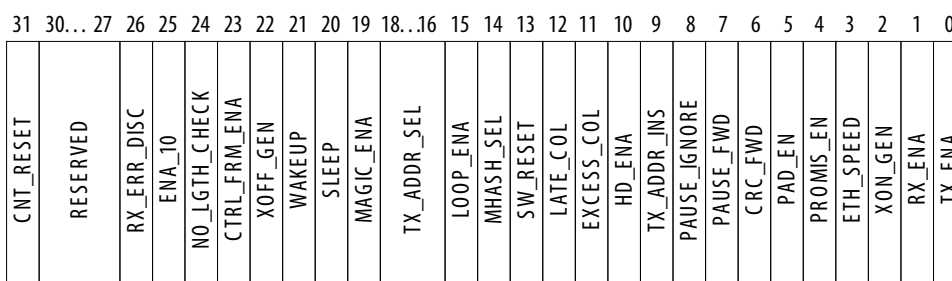 31 30... 27 26 25 24 23 22 21 20 19 18...16 15 14 13 12 11 10 9 8 7 6 5 4 3 2 1 0
CNT_RESET
RESERVED
RX_ERR_DISC
ENA_10
NO_LGTH_CHECK
CTRL_FRM_ENA
XOFF_GEN
WAKEUP
SLEEP
MAGIC_ENA
TX_ADDR_SEL
LOOP_ENA
MHASH_SEL
SW_RESET
LATE_COL
EXCESS_COL
HD_ENA
TX_ADDR_INS
PAUSE_IGNORE
PAUSE_FWD
CRC_FWD
PAD_EN
PROMIS_EN
ETH_SPEED
XON_GEN
RX_ENA
TX_ENA